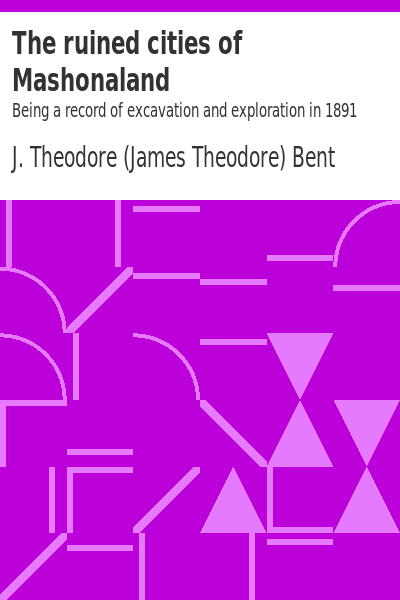 The ruined cities of
Mashonaland
Being a record of excavation and exploration in 1891
J. Theodore (James Theodore) Bent